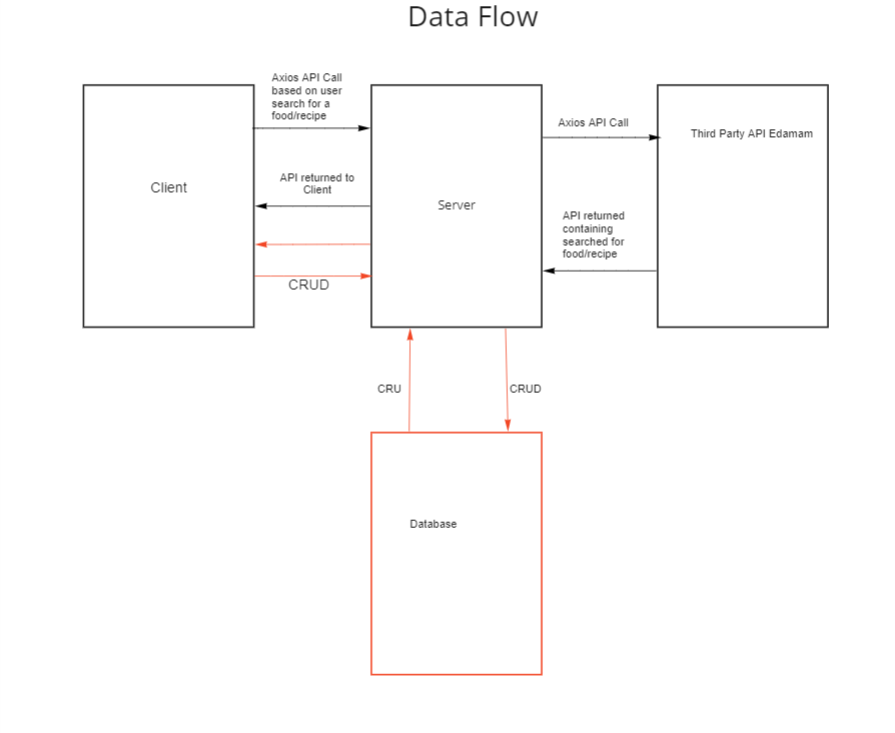 Data Flow
Axios API Call
based on user
search for a
food/recipe
Axios API Call
Third Party API Edamam
API returned to
Client
Client
Server
API returned
containing
searched for
food/recipe
CRUD
CRU
CRUD
Database